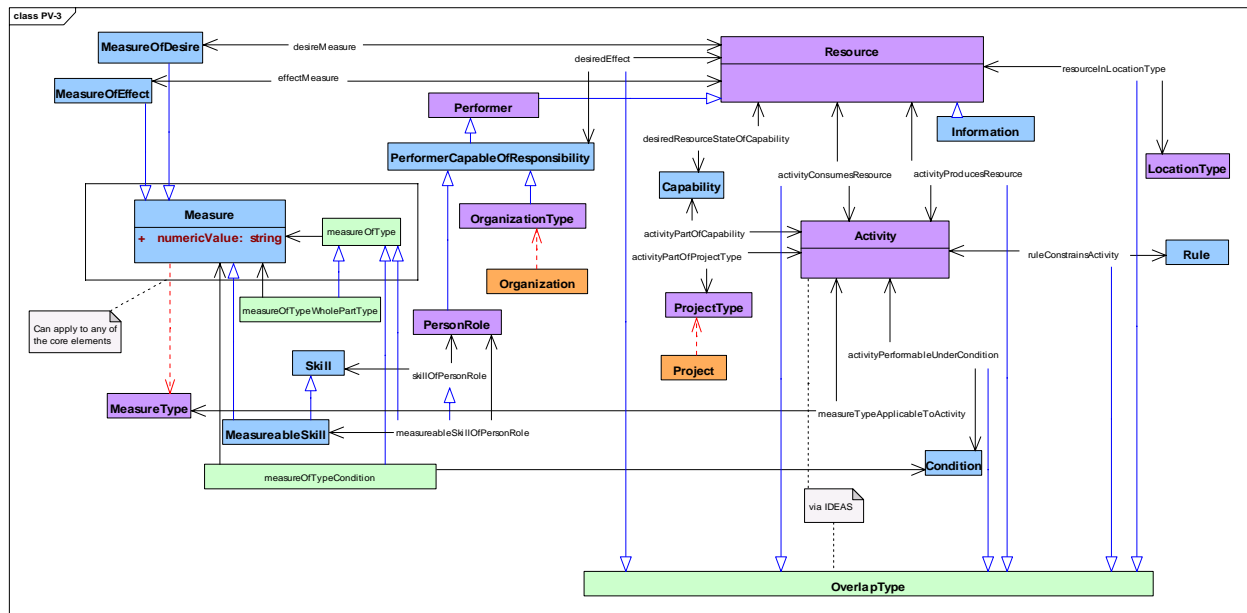 class PV-3
MeasureOfDesire
desireMeasure
desiredEffect
Resource
resourceInLocationType
MeasureOfEffect
effectMeasure
Performer
Information
desiredResourceStateOfCapability
PerformerCapableOfResponsibility
LocationType
activityConsumesResource
activityProducesResource
Capability
Measure
+ numericValue: string
measureOfType
OrganizationType
activityPartOfCapability
Activity
activityPartOfProjectType
ruleConstrainsActivity
Rule
Organization
measureOfTypeWholePartType
ProjectType
PersonRole
Can apply to any of
the core elements
activityPerformableUnderCondition
Skill
skillOfPersonRole
Project
MeasureType
measureTypeApplicableToActivity
MeasureableSkill
measureableSkillOfPersonRole
Condition
measureOfTypeCondition
via IDEAS
OverlapType